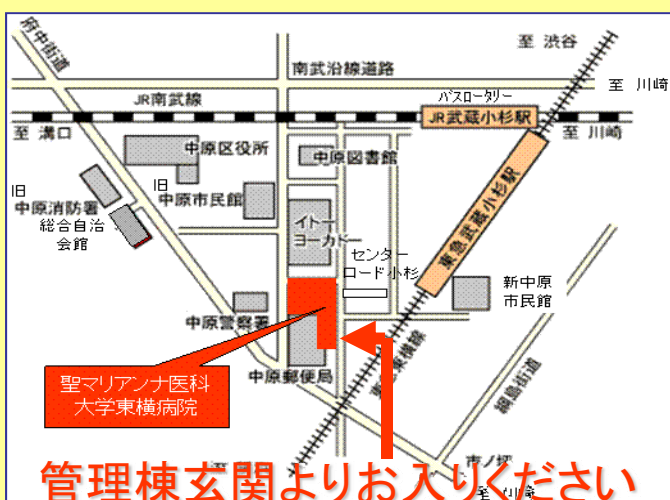 府中街道
至 渋谷
南武沿線道路
至 川崎
バスロータリー
JR南武線
JR武蔵小杉駅
至 溝口
至 川崎
中原区役所
中原図書館
旧
中原消防署
旧
中原市民館
総合自治
会館
イトー
ヨーカドー
東急武蔵小杉駅
センター
ロード小杉
新中原
市民館
中原警察署
中原郵便局
東急東横線
綱島街道
聖マリアンナ医科
大学東横病院
市ノ坪
管理棟玄関よりお入りください
至 川崎